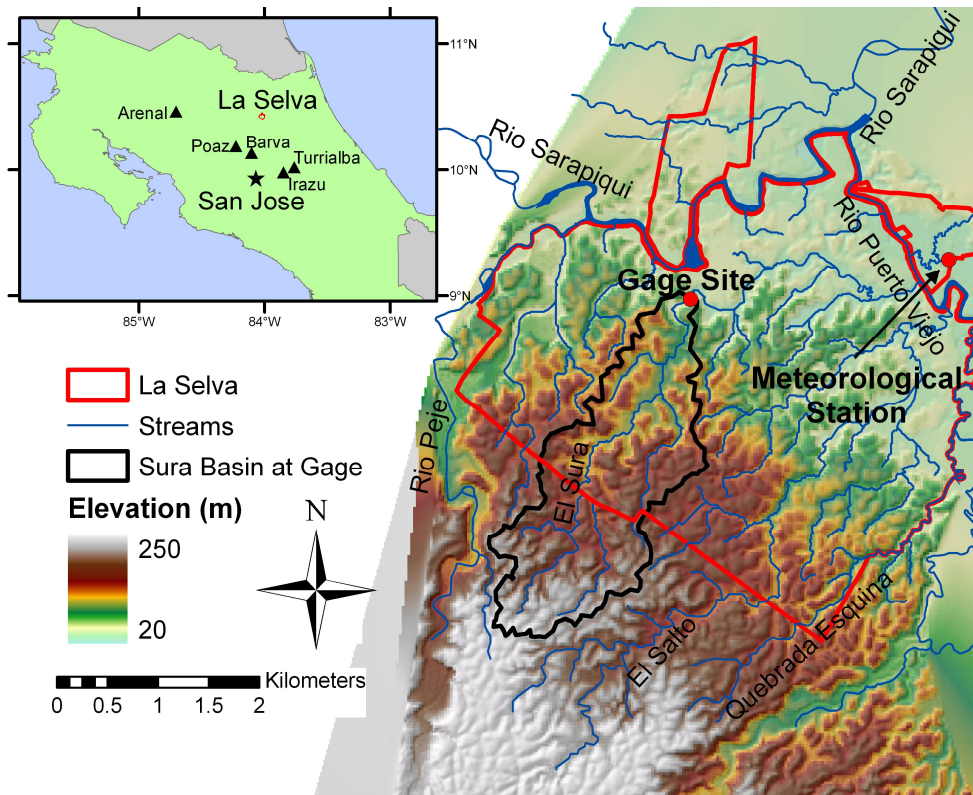 11°N
10°N
9°N
85°W
84°W
83°W
Arenal
La Selva
Poaz
Barva
Turrialba
Irazu
San Jose
Rio Sarapiqui
Rio Sarapiqui
Rio Puerto Viejo
Gage Site
Meteorological
Station
La Selva
Streams
Sura Basin at Gage
Elevation (m)
250
20
N
Kilometers
0 0.5 1 1.5 2
Rio Peje
El Sura
El Salto
Quebrada Esquina